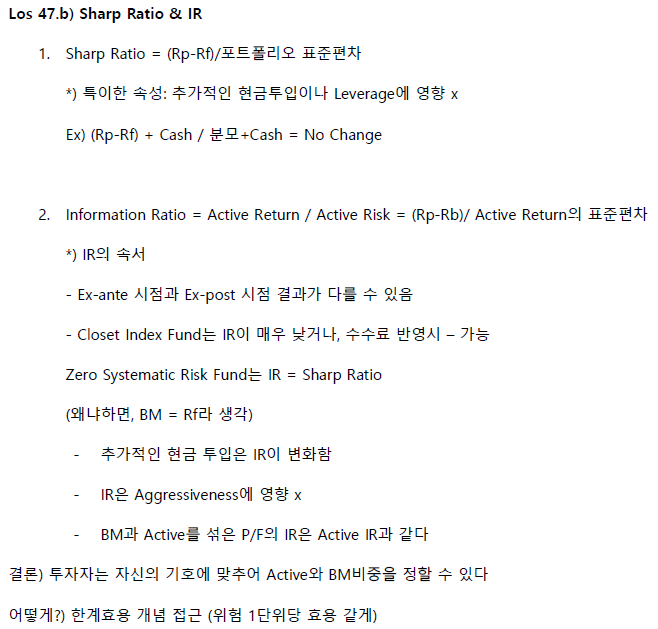 Los 47.b) Sharp Ratio & IR
1. Sharp Ratio = (Rp-Rf)/포트폴리오 표준편차
*) 특이한 속성: 추가적인 현금투입이나 Leverage에 영향 x
Ex) (Rp-Rf) + Cash / 분모+Cash = No Change
2. Information Ratio = Active Return / Active Risk = (Rp-Rb)/ Active Return의 표준편차
*) IR의 속서
- Ex-ante 시점과 Ex-post 시점 결과가 다를 수 있음
- Closet Index Fund는 IR이 매우 낮거나, 수수료 반영시 – 가능
Zero Systematic Risk Fund는 IR = Sharp Ratio
(왜냐하면, BM = Rf라 생각)
- 추가적인 현금 투입은 IR이 변화함
- IR은 Aggressiveness에 영향 x
- BM과 Active를 섞은 P/F의 IR은 Active IR과 같다
결론) 투자자는 자신의 기호에 맞추어 Active와 BM비중을 정할 수 있다
어떻게?) 한계효용 개념 접근 (위험 1단위당 효용 같게)